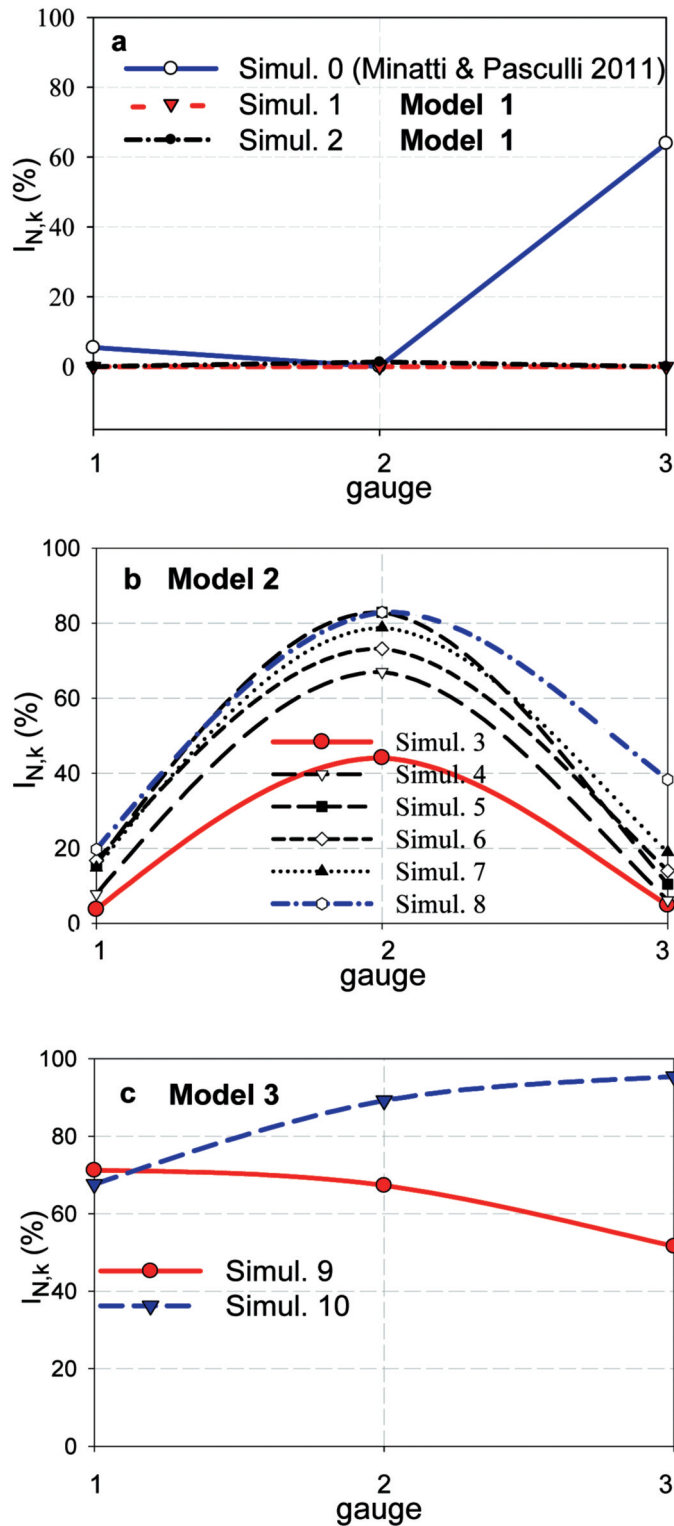 100
a
Simul. 0 (Minatti & Pasculli 2011)
Simul. 1 Model 1
80
Simul. 2 Model 1
60
40
20
0
I N,k (%)
1 2 3
gauge
100
b Model 2
80
60
Simul. 3
40
Simul. 4
Simul. 5
Simul. 6
20
Simul. 7
Simul. 8
0
I N,k (%)
1 2 3
gauge
100
c Model 3
80
60
Simul. 9
40
Simul. 10
20
0
I N,k (%)
1 2 3
gauge